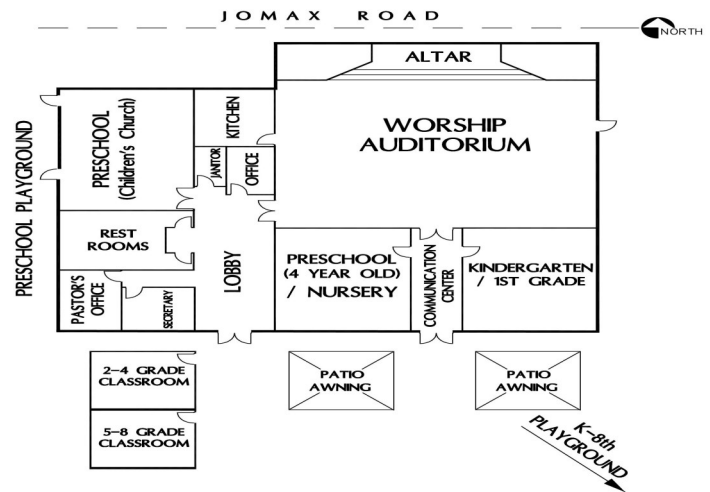 JOMAX ROAD
NORTH
ALTAR
WORSHIP
AUDITORIUM
KITCHEN
JANITOR
OFFICE
PRESCHOOL
(Children's Church)
PRESCHOOL PLAYGROUND
REST
ROOMS
PASTOR'S
OFFICE
SECRETARY
LOBBY
PRESCHOOL
(4 YEAR OLD)
/ NURSERY
COMMUNICATION
CENTER
KINDERGARTEN
/ 1ST GRADE
2-4 GRADE
CLASSROOM
5-8 GRADE
CLASSROOM
PATIO
AWNING
PATIO
AWNING
K-8th
PLAYGROUND